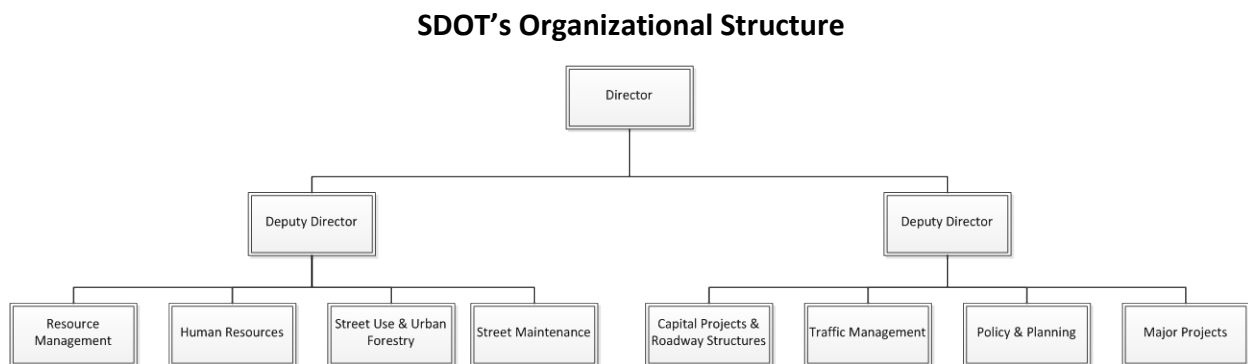 SDOT’s Organizational Structure
Director
Deputy Director
Deputy Director
Resource
Management
Human Resources
Street Use & Urban
Forestry
Street Maintenance
Capital Projects &
Roadway Structures
Traffic Management
Policy & Planning
Major Projects